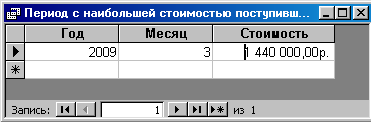 Период с наибольшей стоимостью поступивш...
Год Месяц Стоимость
2009 3 1 440 000,00р.
Запись: 1 из 1